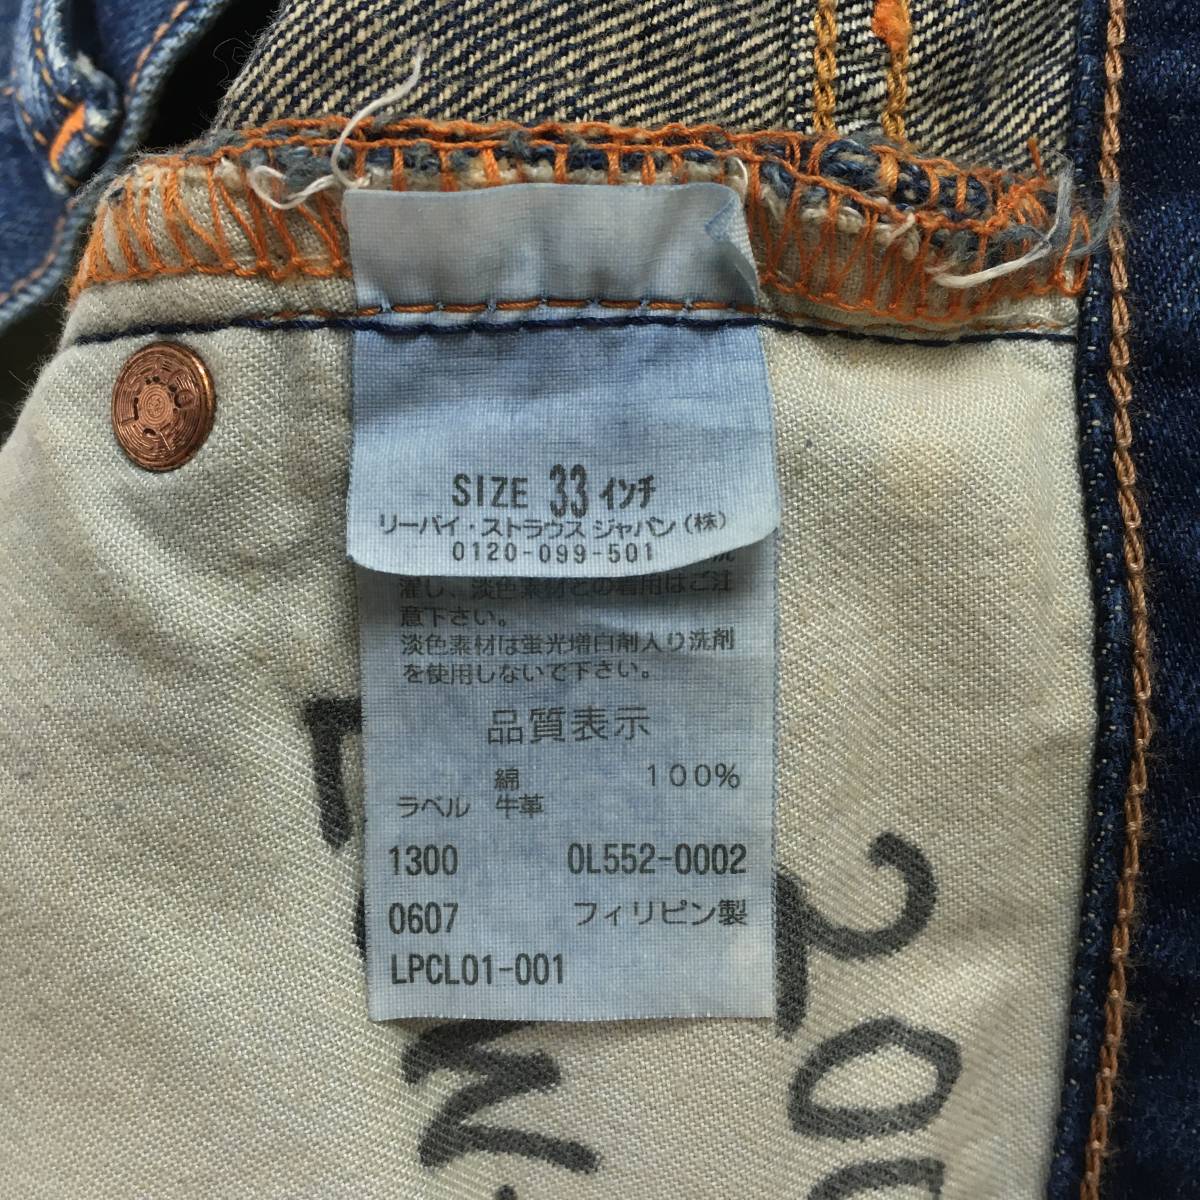 SIZE 33 インチ
リーバイ・ストラウス ジャパン(株)
0120-099-501
濯し、淡色素材との着用はご注
意下さい。
淡色素材は蛍光増白剤入り洗剤
を使用しないで下さい。
品質表示
綿 100%
ラベル 牛革
1300 0L552-0002
0607 フィリピン製
LPCL01-001